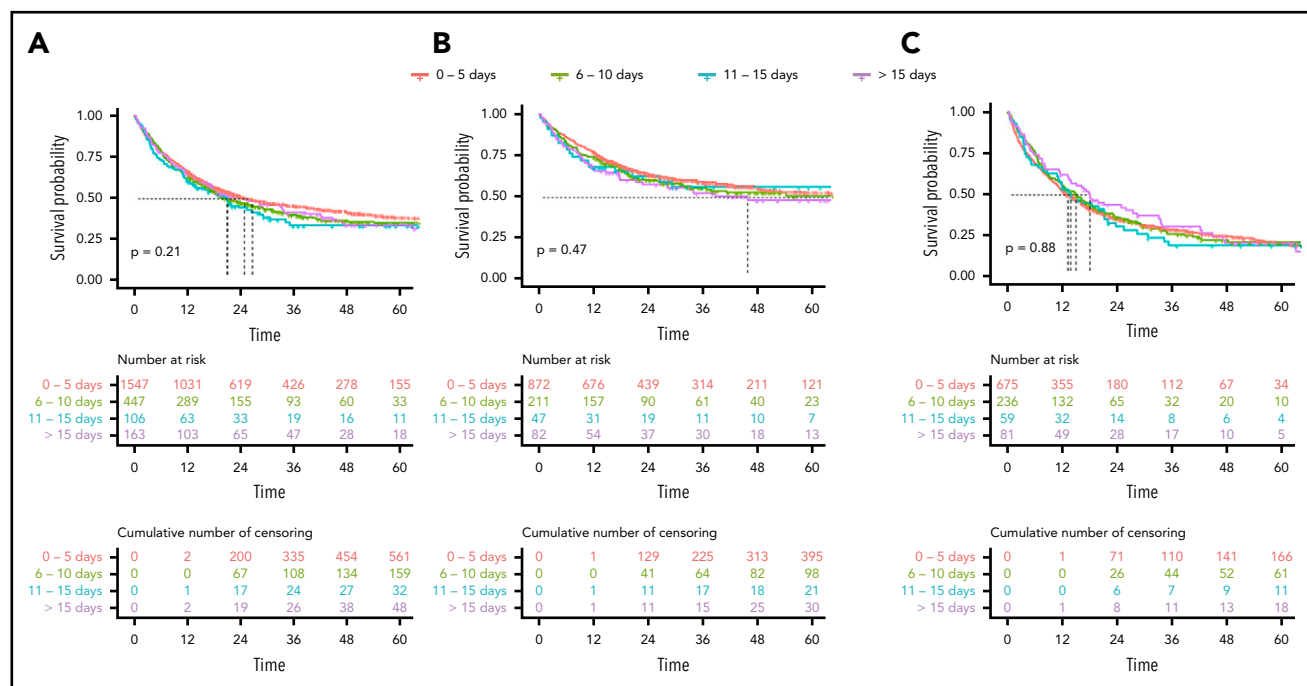 A
B
C
0 – 5 days 6 – 10 days 11 – 15 days > 15 days
Survival probability
1.00
0.75
0.50
0.25
0.00
p = 0.21
0 12 24 36 48 60
Time
Number at risk
0 – 5 days 1547 1031 619 426 278 155
6 – 10 days 447 289 155 93 60 33
11 – 15 days 106 63 33 19 16 11
> 15 days 163 103 65 47 28 18
0 12 24 36 48 60
Time
Cumulative number of censoring
0 – 5 days 0 2 200 335 454 561
6 – 10 days 0 0 67 108 134 159
11 – 15 days 0 1 17 24 27 32
> 15 days 0 2 19 26 38 48
0 12 24 36 48 60
Time
Survival probability
1.00
0.75
0.50
0.25
0.00
p = 0.47
0 12 24 36 48 60
Time
Number at risk
0 – 5 days 872 676 439 314 211 121
6 – 10 days 211 157 90 61 40 23
11 – 15 days 47 31 19 11 10 7
> 15 days 82 54 37 30 18 13
0 12 24 36 48 60
Time
Cumulative number of censoring
0 – 5 days 0 1 129 225 313 395
6 – 10 days 0 0 41 64 82 98
11 – 15 days 0 1 11 17 18 21
> 15 days 0 1 11 15 25 30
0 12 24 36 48 60
Time
Survival probability
1.00
0.75
0.50
0.25
0.00
p = 0.88
0 12 24 36 48 60
Time
Number at risk
0 – 5 days 675 355 180 112 67 34
6 – 10 days 236 132 65 32 20 10
11 – 15 days 59 32 14 8 6 4
> 15 days 81 49 28 17 10 5
0 12 24 36 48 60
Time
Cumulative number of censoring
0 – 5 days 0 1 71 110 141 166
6 – 10 days 0 0 26 44 52 61
11 – 15 days 0 0 6 7 9 11
> 15 days 0 1 8 11 13 18
0 12 24 36 48 60
Time